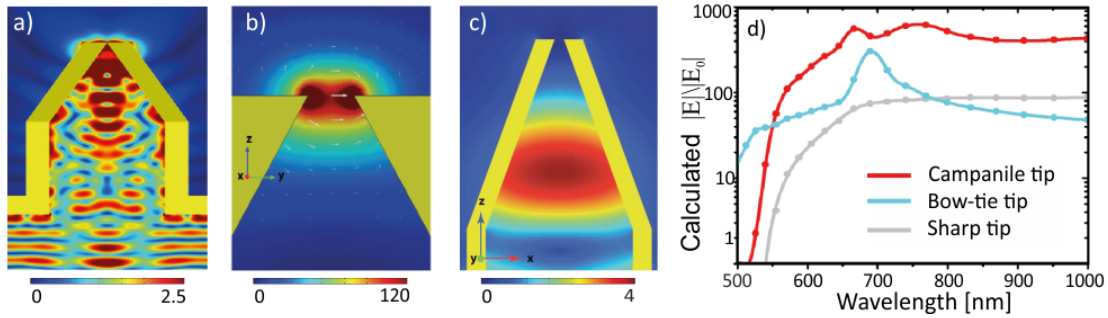 a)
z
x y
0 2.5
b)
z
x y
0 120
c)
z
y x
0 4
d)
Calculated |E|\|E₀|
1000
100
10
1
Campanile tip
Bow-tie tip
Sharp tip
500 600 700 800 900 1000
Wavelength [nm]